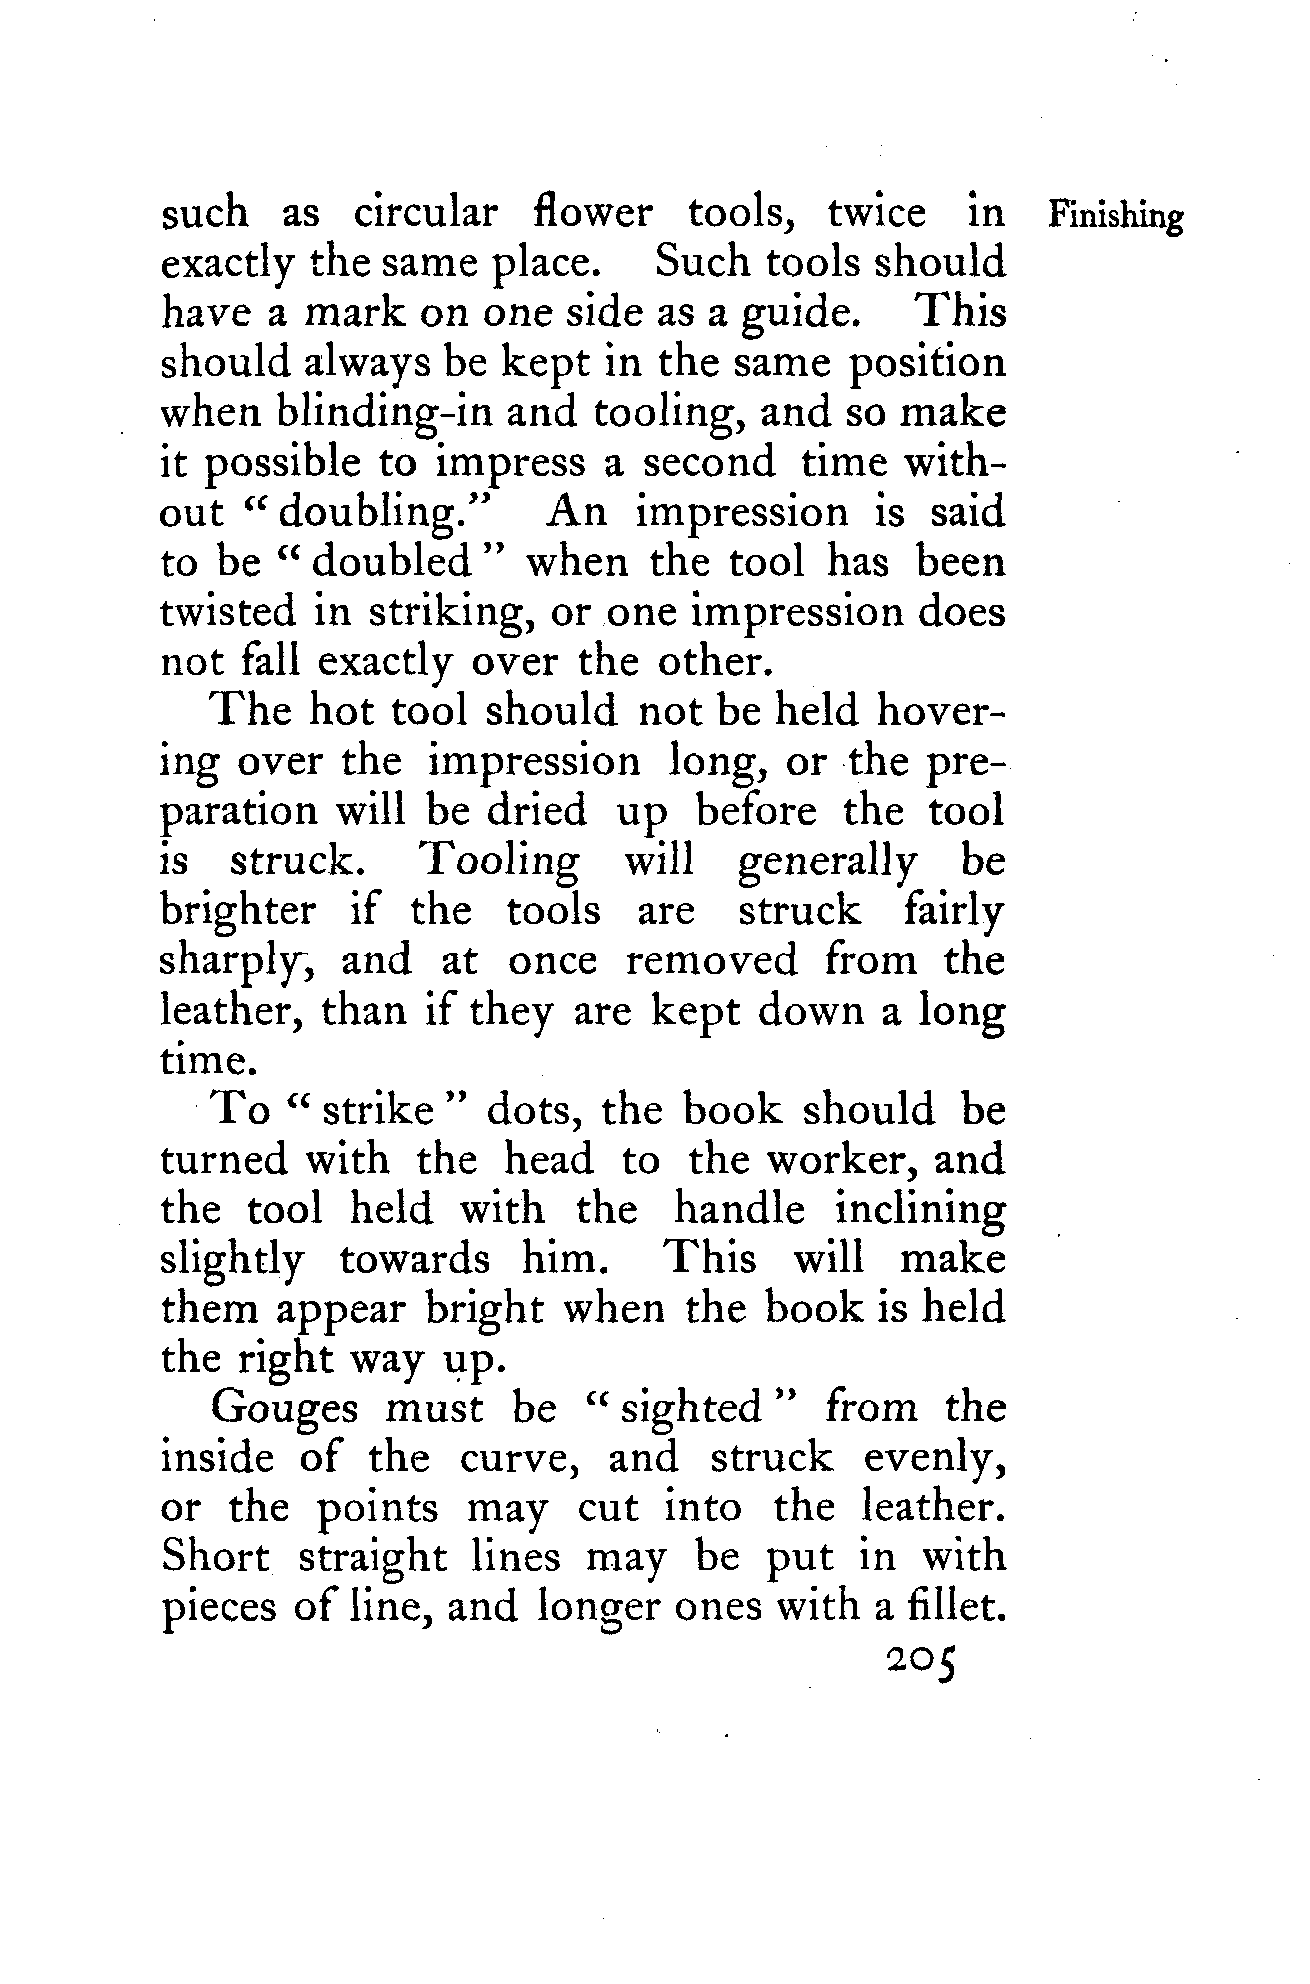 such as circular flower tools, twice in Finishing
exactly the same place. Such tools should
have a mark on one side as a guide. This
should always be kept in the same position
when blinding-in and tooling, and so make
it possible to impress a second time with-
out “ doubling.” An impression is said
to be “ doubled ” when the tool has been
twisted in striking, or one impression does
not fall exactly over the other.
The hot tool should not be held hover-
ing over the impression long, or the pre-
paration will be dried up before the tool
is struck. Tooling will generally be
brighter if the tools are struck fairly
sharply, and at once removed from the
leather, than if they are kept down a long
time.
To “ strike ” dots, the book should be
turned with the head to the worker, and
the tool held with the handle inclining
slightly towards him. This will make
them appear bright when the book is held
the right way up.
Gouges must be “ sighted ” from the
inside of the curve, and struck evenly,
or the points may cut into the leather.
Short straight lines may be put in with
pieces of line, and longer ones with a fillet.
205